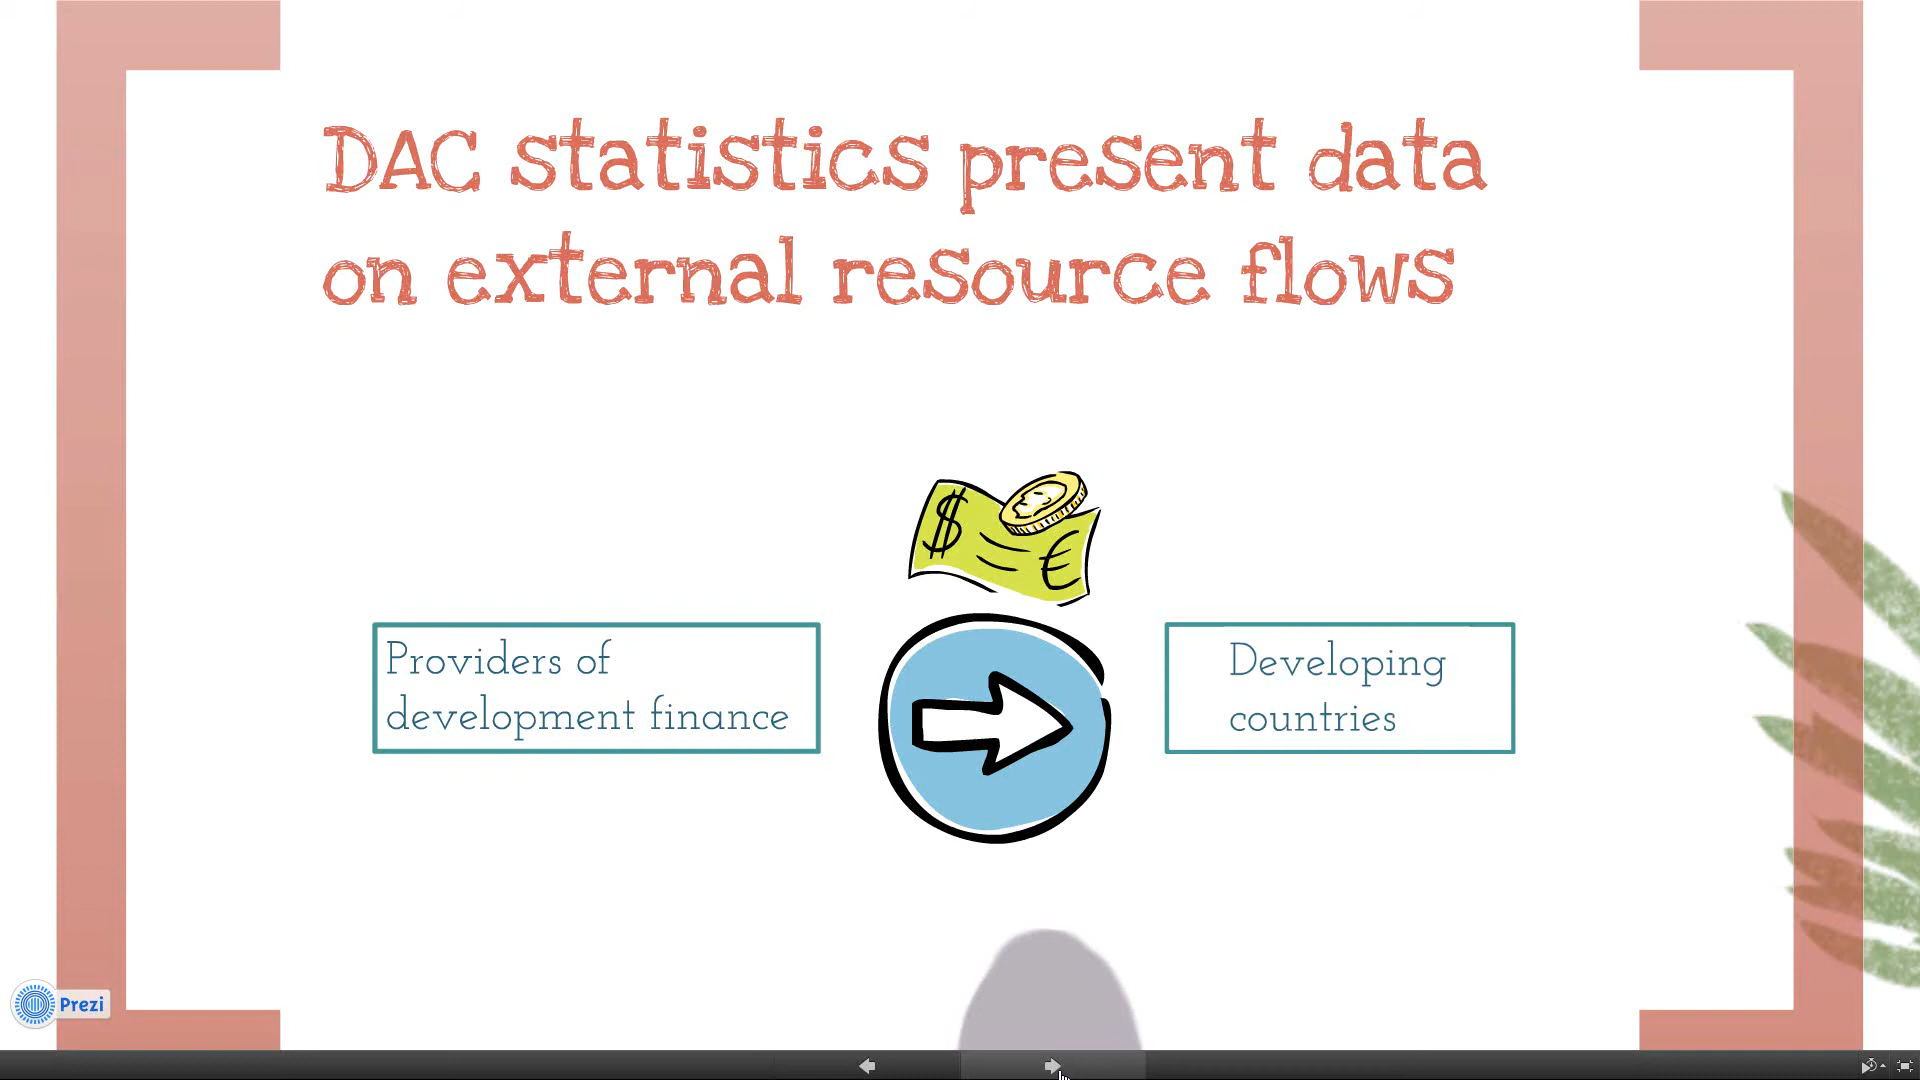 DAC statistics present data
on external resource flows
$ €
Providers of
development finance
Developing
countries
Prezi